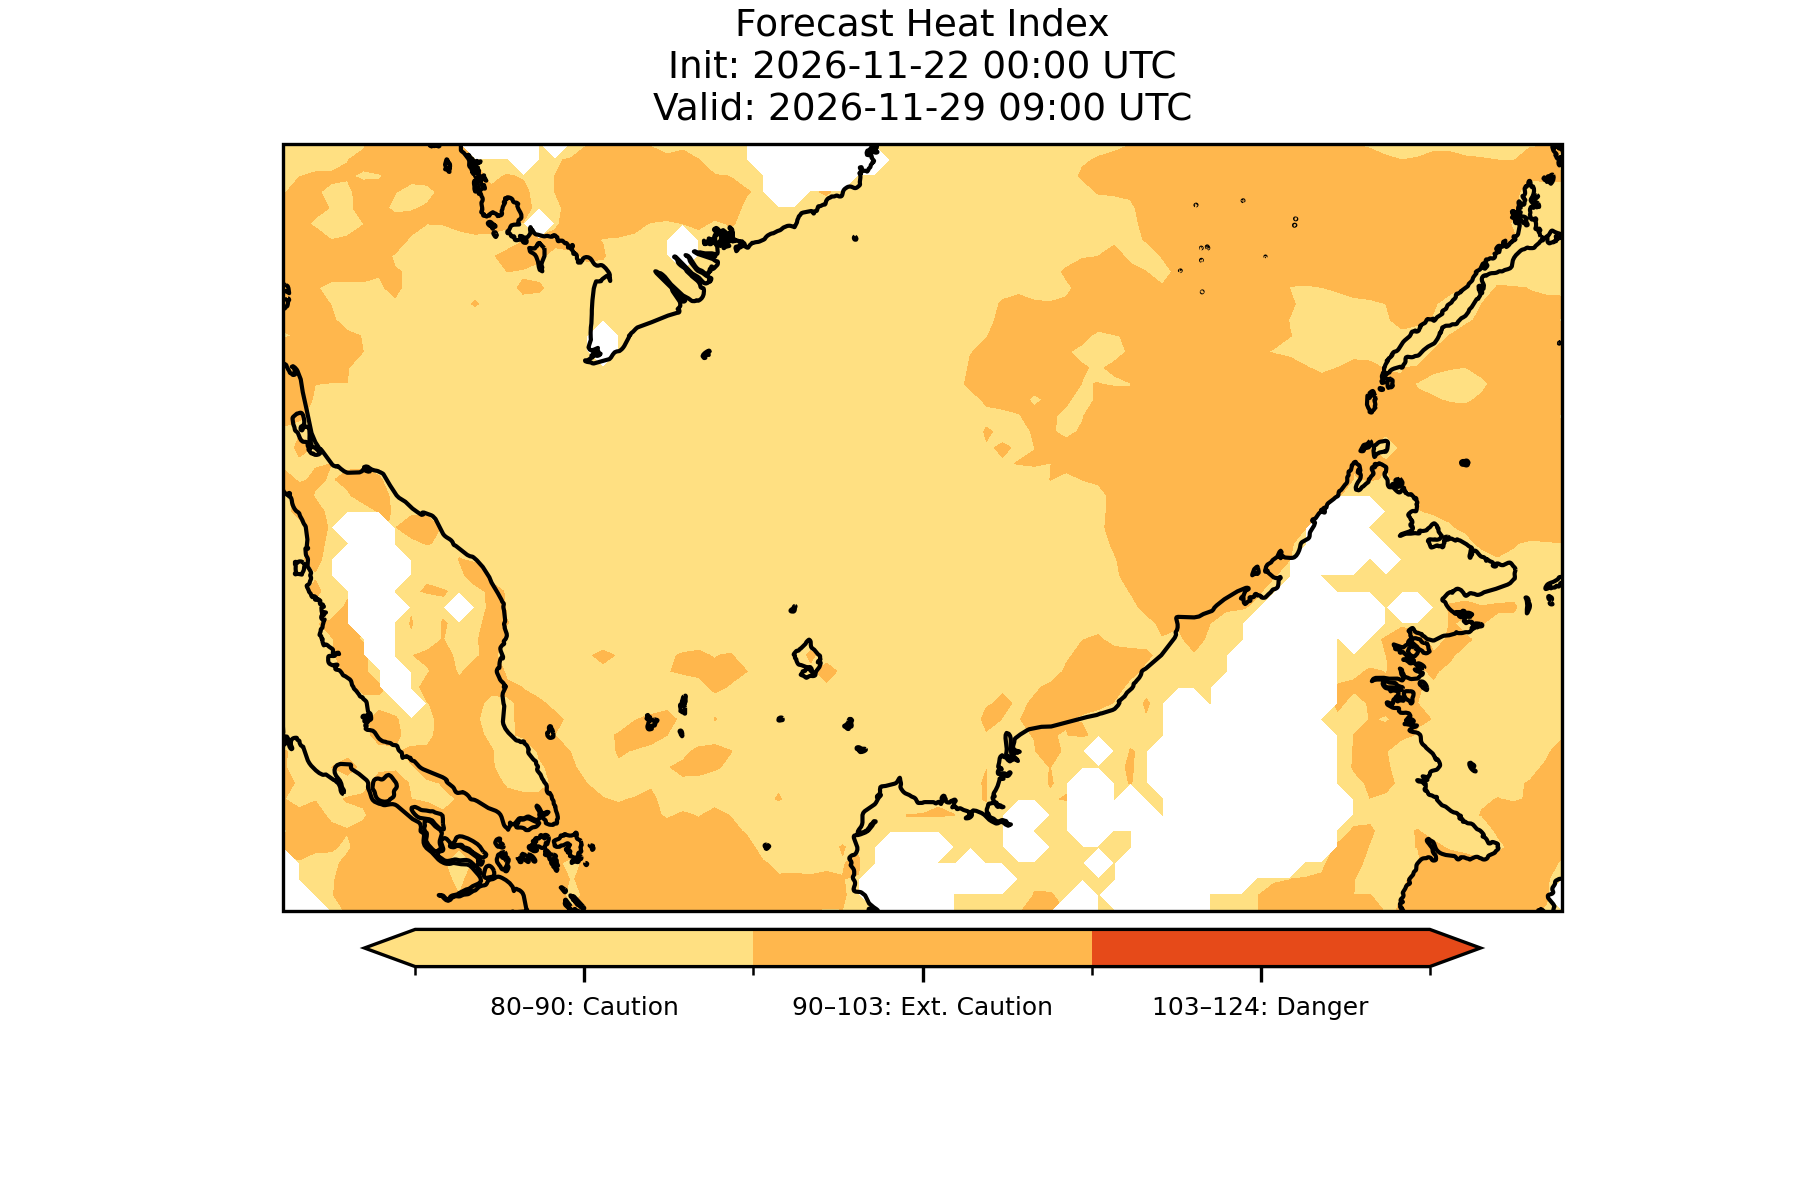 Forecast Heat Index
Init: 2026-11-22 00:00 UTC
Valid: 2026-11-29 09:00 UTC
80–90: Caution
90–103: Ext. Caution
103–124: Danger